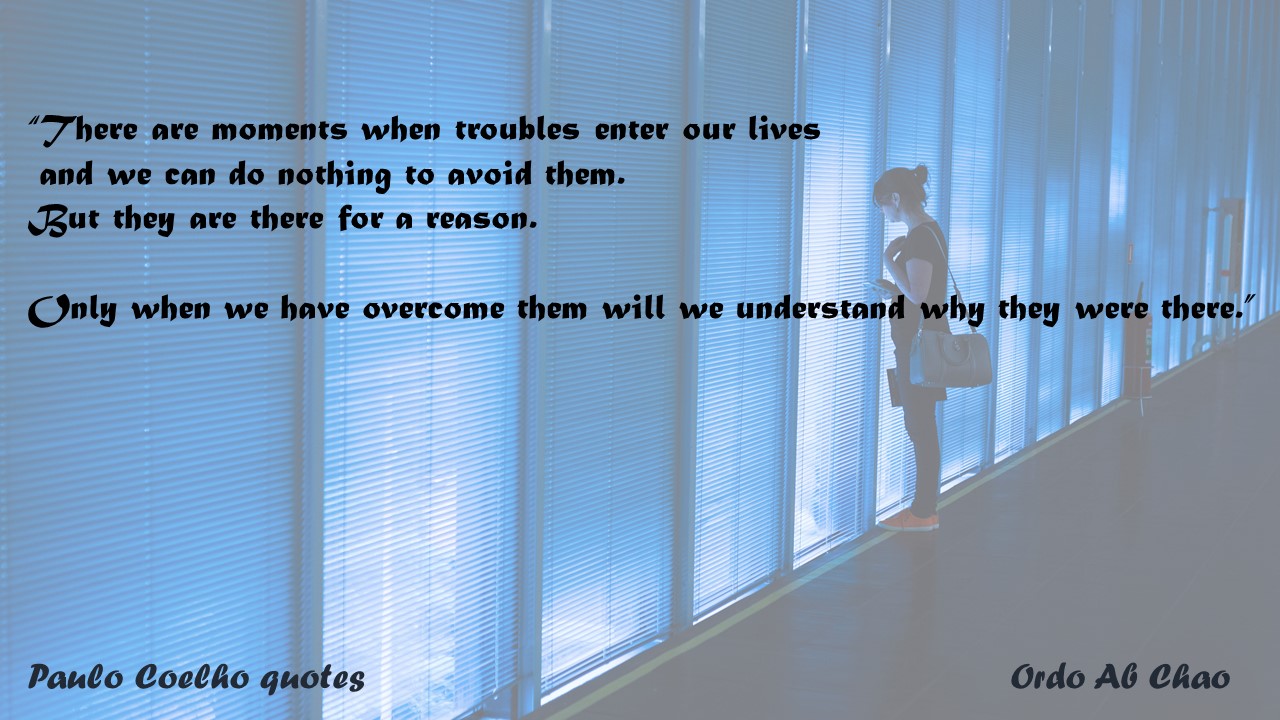 "There are moments when troubles enter our lives
and we can do nothing to avoid them.
But they are there for a reason.
Only when we have overcome them will we understand why they were there."
Paulo Coelho quotes
Ordo Ab Chao